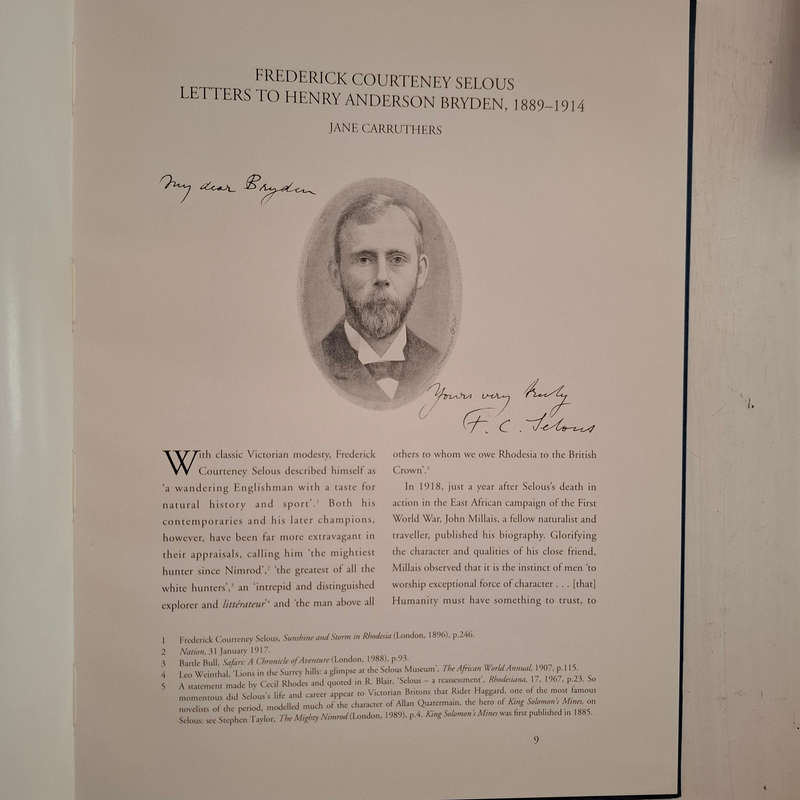 FREDERICK COURTENEY SELOUS
LETTERS TO HENRY ANDERSON BRYDEN, 1889–1914
JANE CARRUTHERS
My dear Bryden
Yours very truly
F. C. Selous
With classic Victorian modesty, Frederick
Courteney Selous described himself as
'a wandering Englishman with a taste for
natural history and sport'.¹ Both his
contemporaries and his later champions,
however, have been far more extravagant in
their appraisals, calling him 'the mightiest
hunter since Nimrod',² 'the greatest of all the
white hunters',³ an 'intrepid and distinguished
explorer and littérateur'⁴ and 'the man above all
others to whom we owe Rhodesia to the British
Crown'.⁵
In 1918, just a year after Selous's death in
action in the East African campaign of the First
World War, John Millais, a fellow naturalist and
traveller, published his biography. Glorifying
the character and qualities of his close friend,
Millais observed that it is the instinct of men 'to
worship exceptional force of character . . . [that]
Humanity must have something to trust, to
1 Frederick Courteney Selous, Sunshine and Storm in Rhodesia (London, 1896), p.246.
2 Nation, 31 January 1917.
3 Bartle Bull, Safari: A Chronicle of Aventure (London, 1988), p.93.
4 Leo Weinthal, 'Lions in the Surrey hills: a glimpse at the Selous Museum', The African World Annual, 1907, p.115.
5 A statement made by Cecil Rhodes and quoted in R. Blair, 'Selous – a reassessment', Rhodesiana, 17, 1967, p.23. So
momentous did Selous's life and career appear to Victorian Britons that Rider Haggard, one of the most famous
novelists of the period, modelled much of the character of Allan Quatermain, the hero of King Solomon's Mines, on
Selous: see Stephen Taylor, The Mighty Nimrod (London, 1989), p.4. King Solomon's Mines was first published in 1885.
9